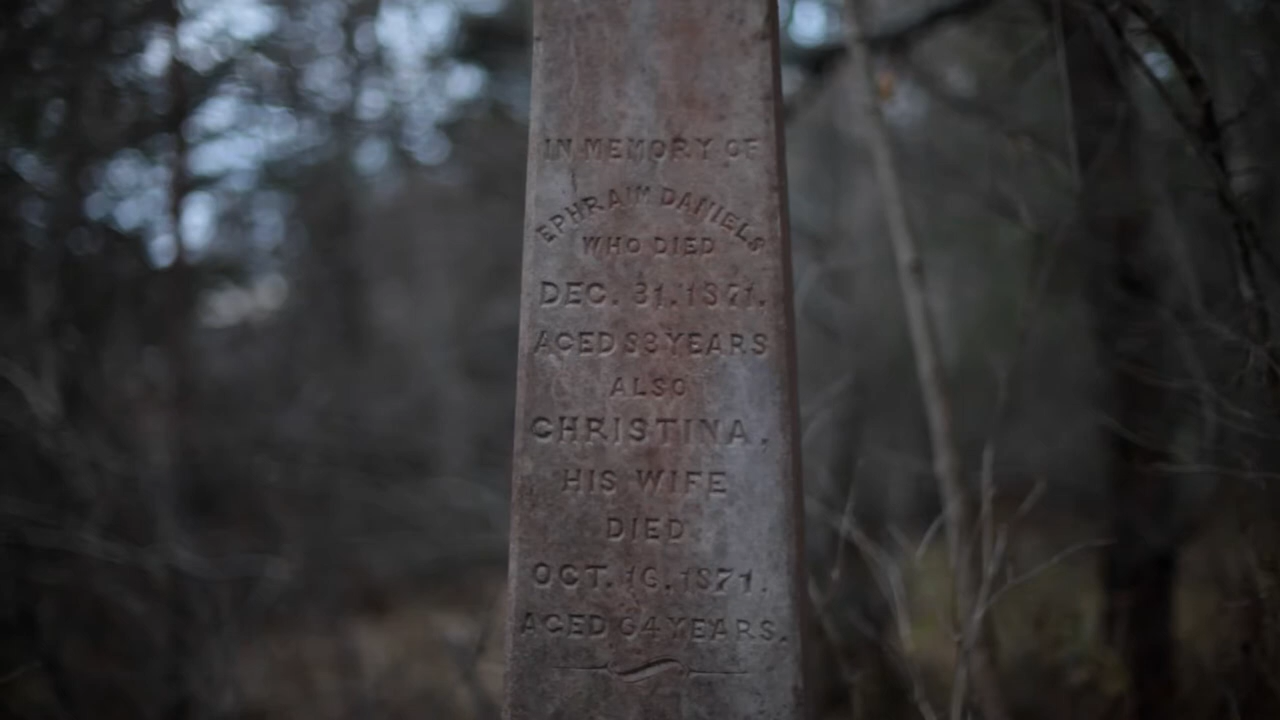 IN MEMORY OF
EPHRAIM DANIELS
WHO DIED
DEC. 31. 1871.
AGED 83 YEARS
ALSO
CHRISTINA,
HIS WIFE
DIED
OCT. 16. 1871.
AGED 64 YEARS.